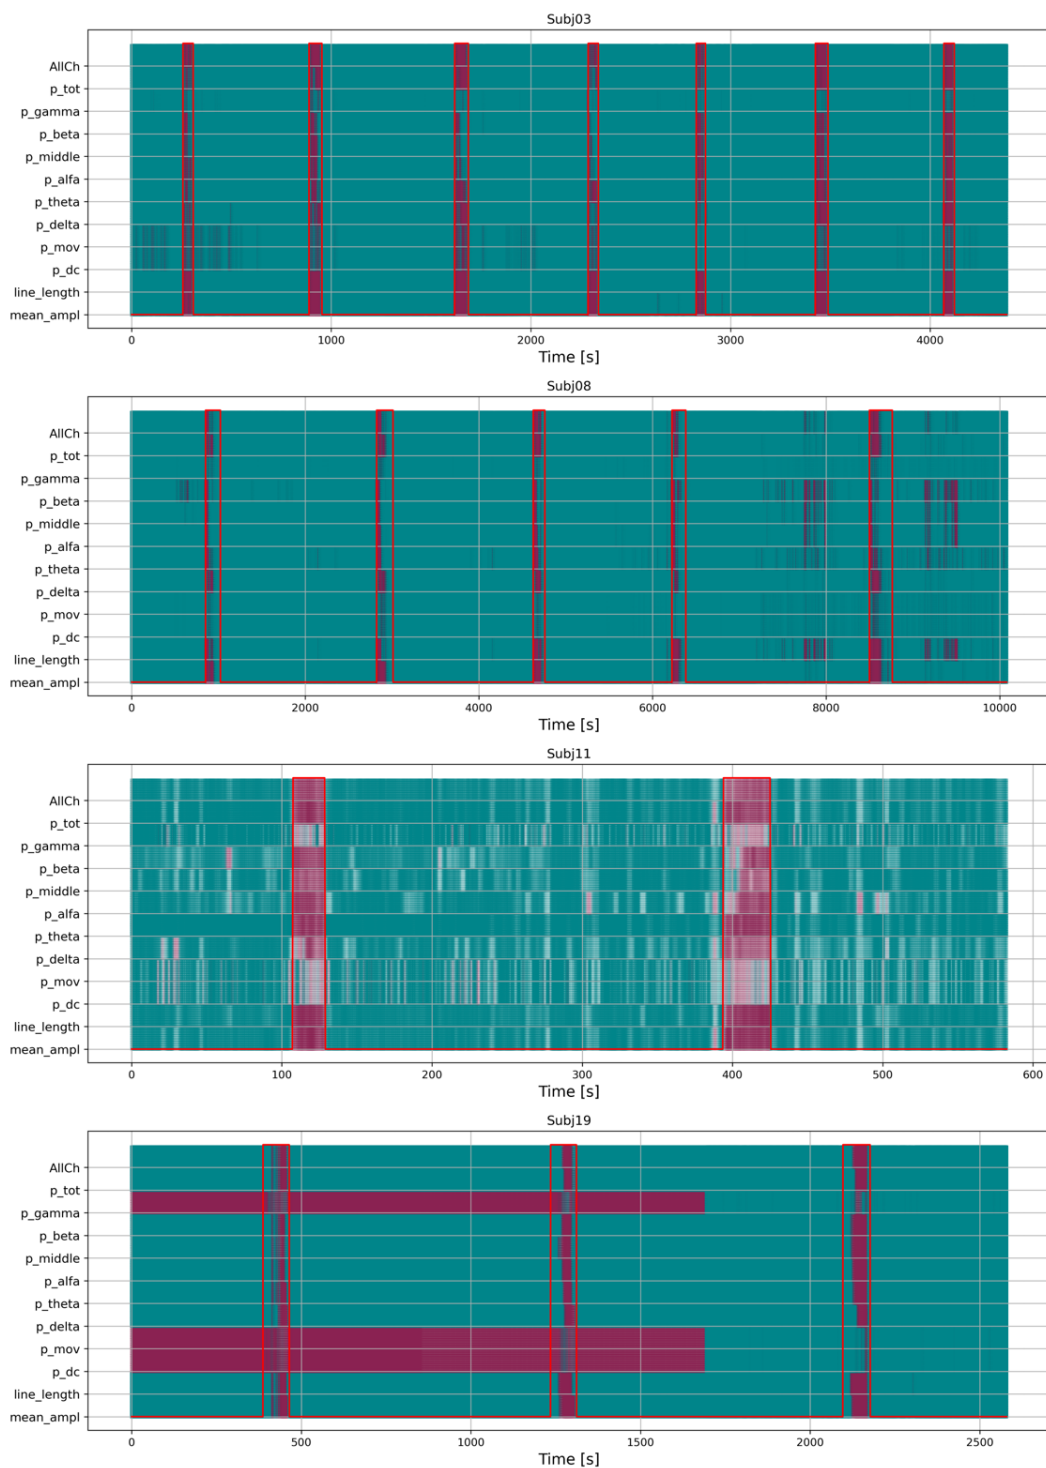 Subj03
AllCh
p_tot
p_gamma
p_beta
p_middle
p_alfa
p_theta
p_delta
p_mov
p_dc
line_length
mean_ampl
0 1000 2000 3000 4000
Time [s]
Subj08
AllCh
p_tot
p_gamma
p_beta
p_middle
p_alfa
p_theta
p_delta
p_mov
p_dc
line_length
mean_ampl
0 2000 4000 6000 8000 10000
Time [s]
Subj11
AllCh
p_tot
p_gamma
p_beta
p_middle
p_alfa
p_theta
p_delta
p_mov
p_dc
line_length
mean_ampl
0 100 200 300 400 500 600
Time [s]
Subj19
AllCh
p_tot
p_gamma
p_beta
p_middle
p_alfa
p_theta
p_delta
p_mov
p_dc
line_length
mean_ampl
0 500 1000 1500 2000 2500
Time [s]